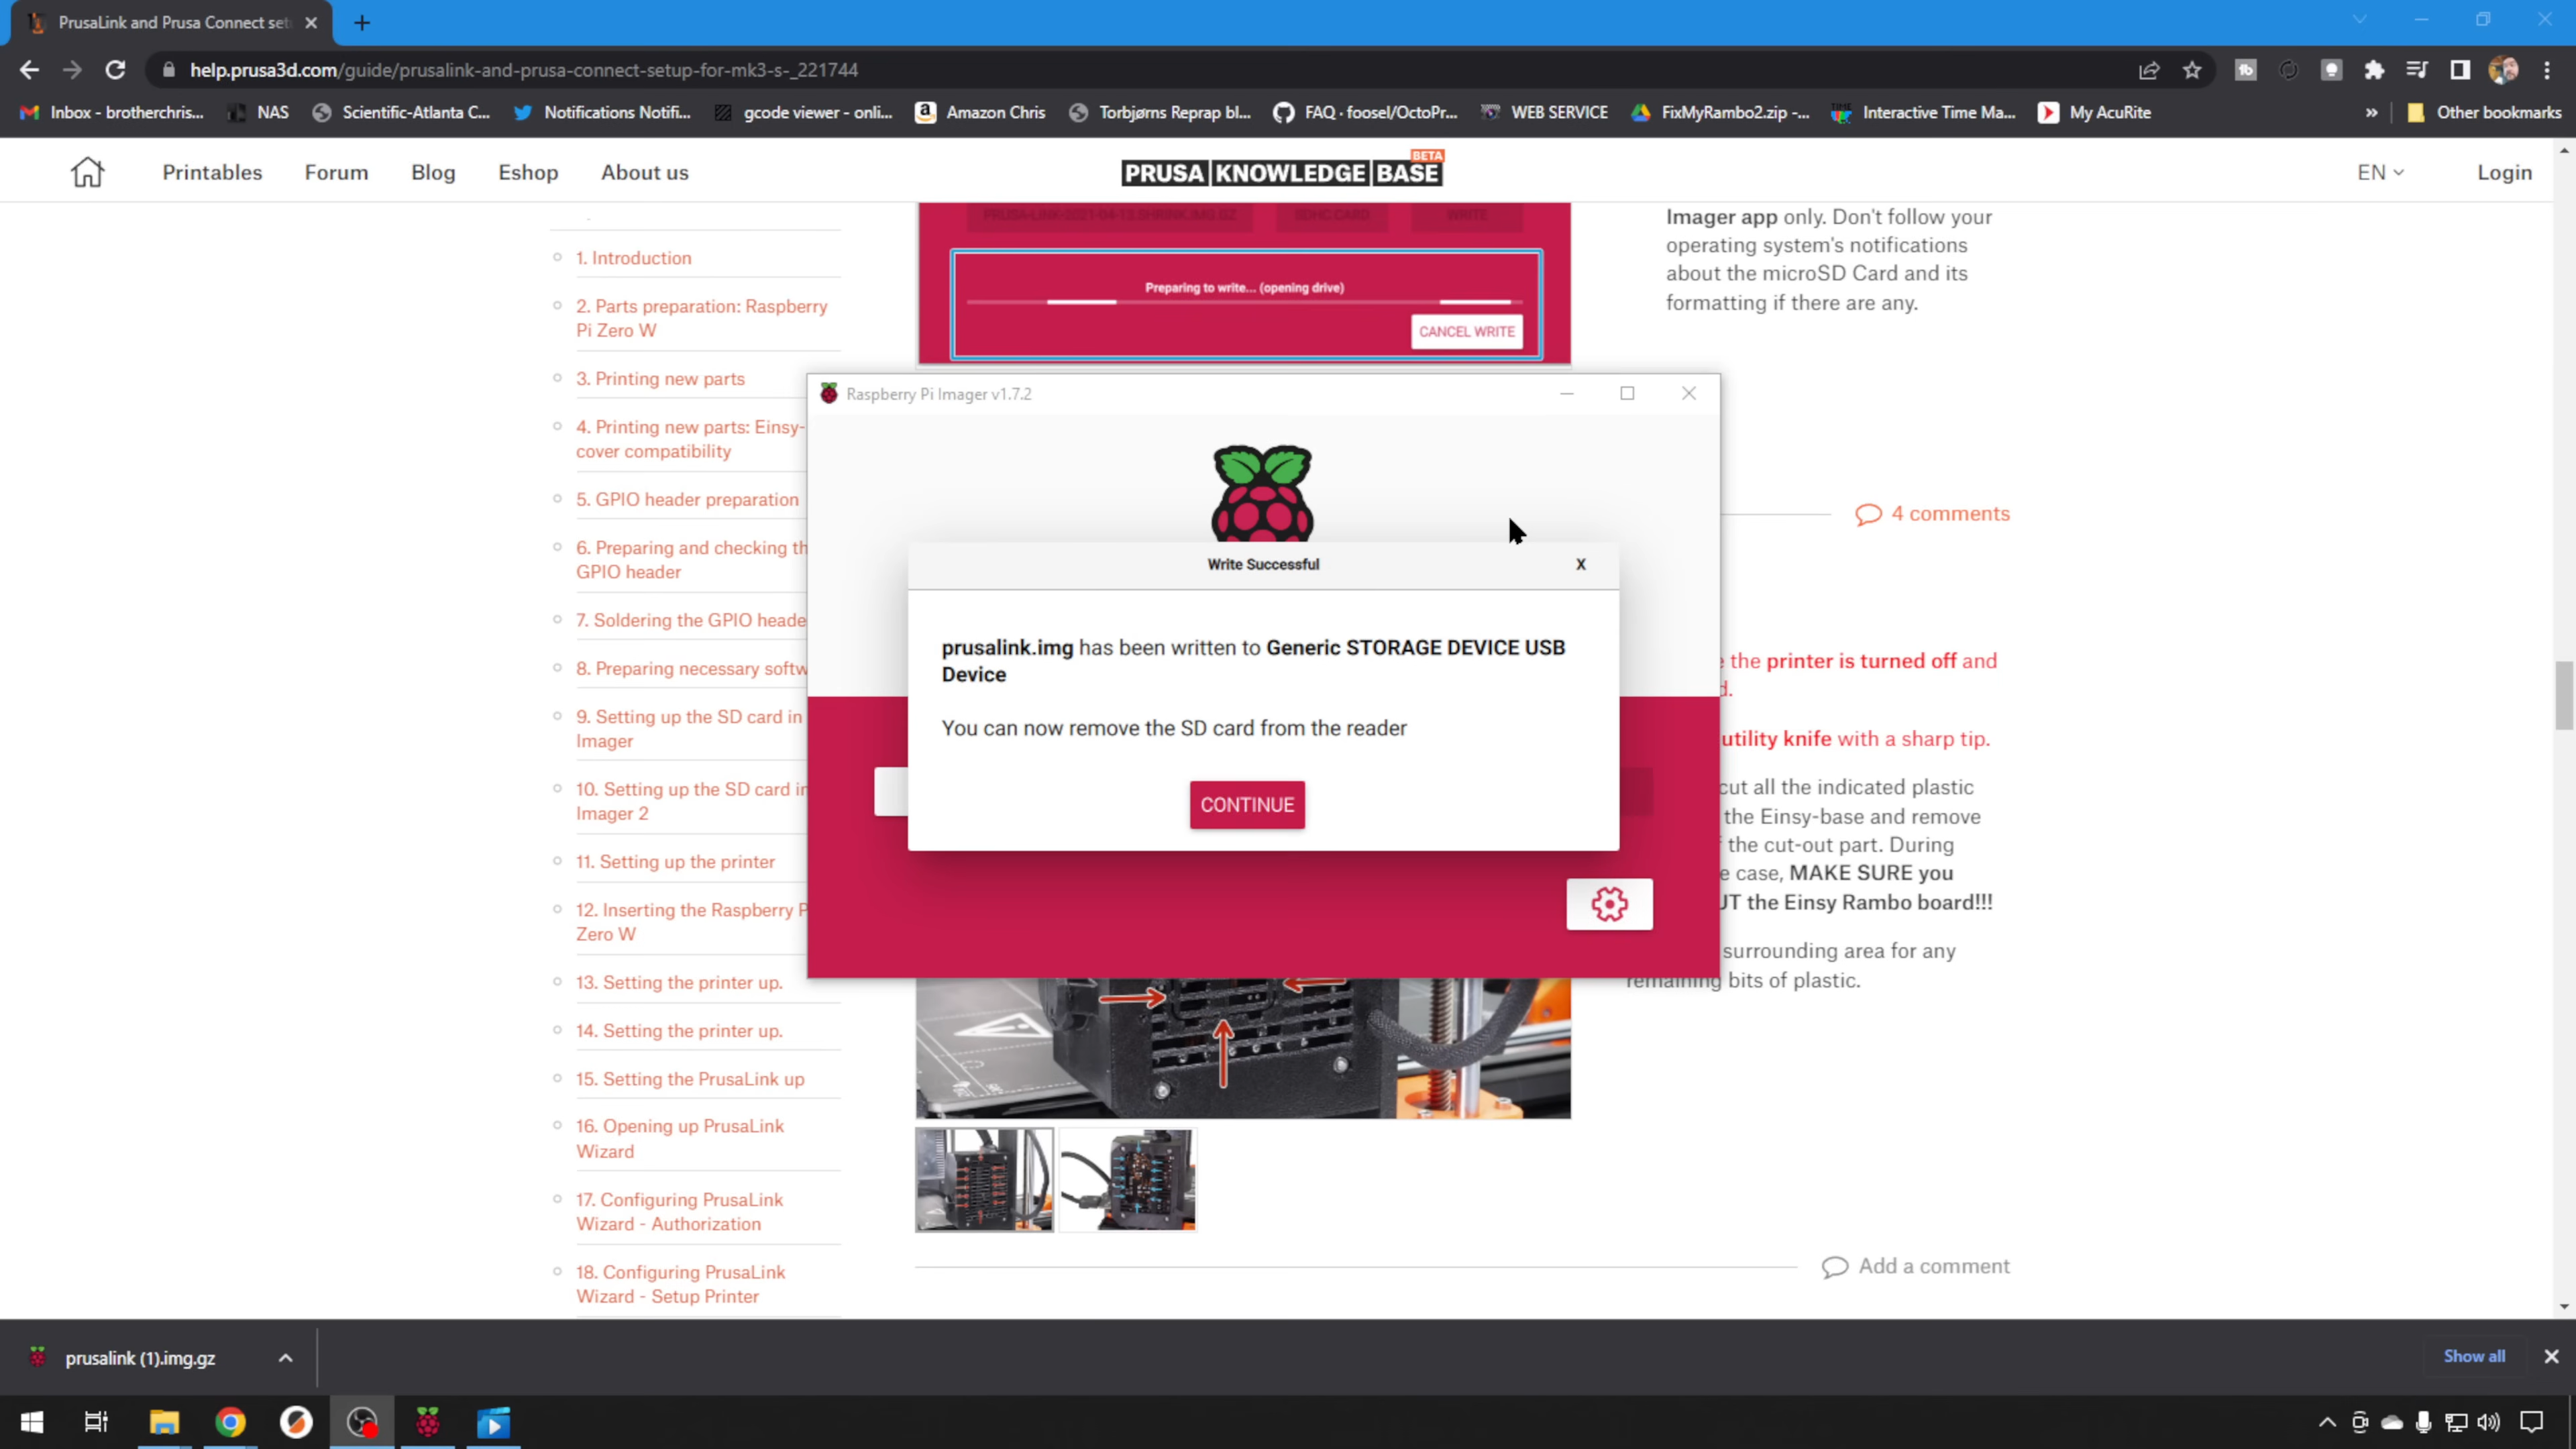 PrusaLink and Prusa Connect set
help.prusa3d.com/guide/prusalink-and-prusa-connect-setup-for-mk3-s-_221744
Inbox - brotherchris...
NAS
Scientific-Atlanta C...
Notifications Notifi...
gcode viewer - onli...
Amazon Chris
Torbjørns Reprap bl...
FAQ · foosel/OctoPr...
WEB SERVICE
FixMyRambo2.zip -...
Interactive Time Ma...
My AcuRite
»
Other bookmarks
Printables
Forum
Blog
Eshop
About us
PRUSA KNOWLEDGE BASE
BETA
EN
Login
1. Introduction
2. Parts preparation: Raspberry
Pi Zero W
3. Printing new parts
4. Printing new parts: Einsy-
cover compatibility
5. GPIO header preparation
6. Preparing and checking th
GPIO header
7. Soldering the GPIO heade
8. Preparing necessary softw
9. Setting up the SD card in
Imager
10. Setting up the SD card in
Imager 2
11. Setting up the printer
12. Inserting the Raspberry P
Zero W
13. Setting the printer up.
14. Setting the printer up.
15. Setting the PrusaLink up
16. Opening up PrusaLink
Wizard
17. Configuring PrusaLink
Wizard - Authorization
18. Configuring PrusaLink
Wizard - Setup Printer
PRUSA-LINK-2021-04-13.SHRINK.IMG.GZ
SDHC CARD
WRITE
Preparing to write... (opening drive)
CANCEL WRITE
Imager app only. Don't follow your
operating system's notifications
about the microSD Card and its
formatting if there are any.
Raspberry Pi Imager v1.7.2
Write Successful
X
prusalink.img has been written to Generic STORAGE DEVICE USB
Device
You can now remove the SD card from the reader
CONTINUE
4 comments
the printer is turned off and
d.
utility knife with a sharp tip.
cut all the indicated plastic
the Einsy-base and remove
the cut-out part. During
e case, MAKE SURE you
UT the Einsy Rambo board!!!
surrounding area for any
remaining bits of plastic.
Add a comment
prusalink (1).img.gz
Show all